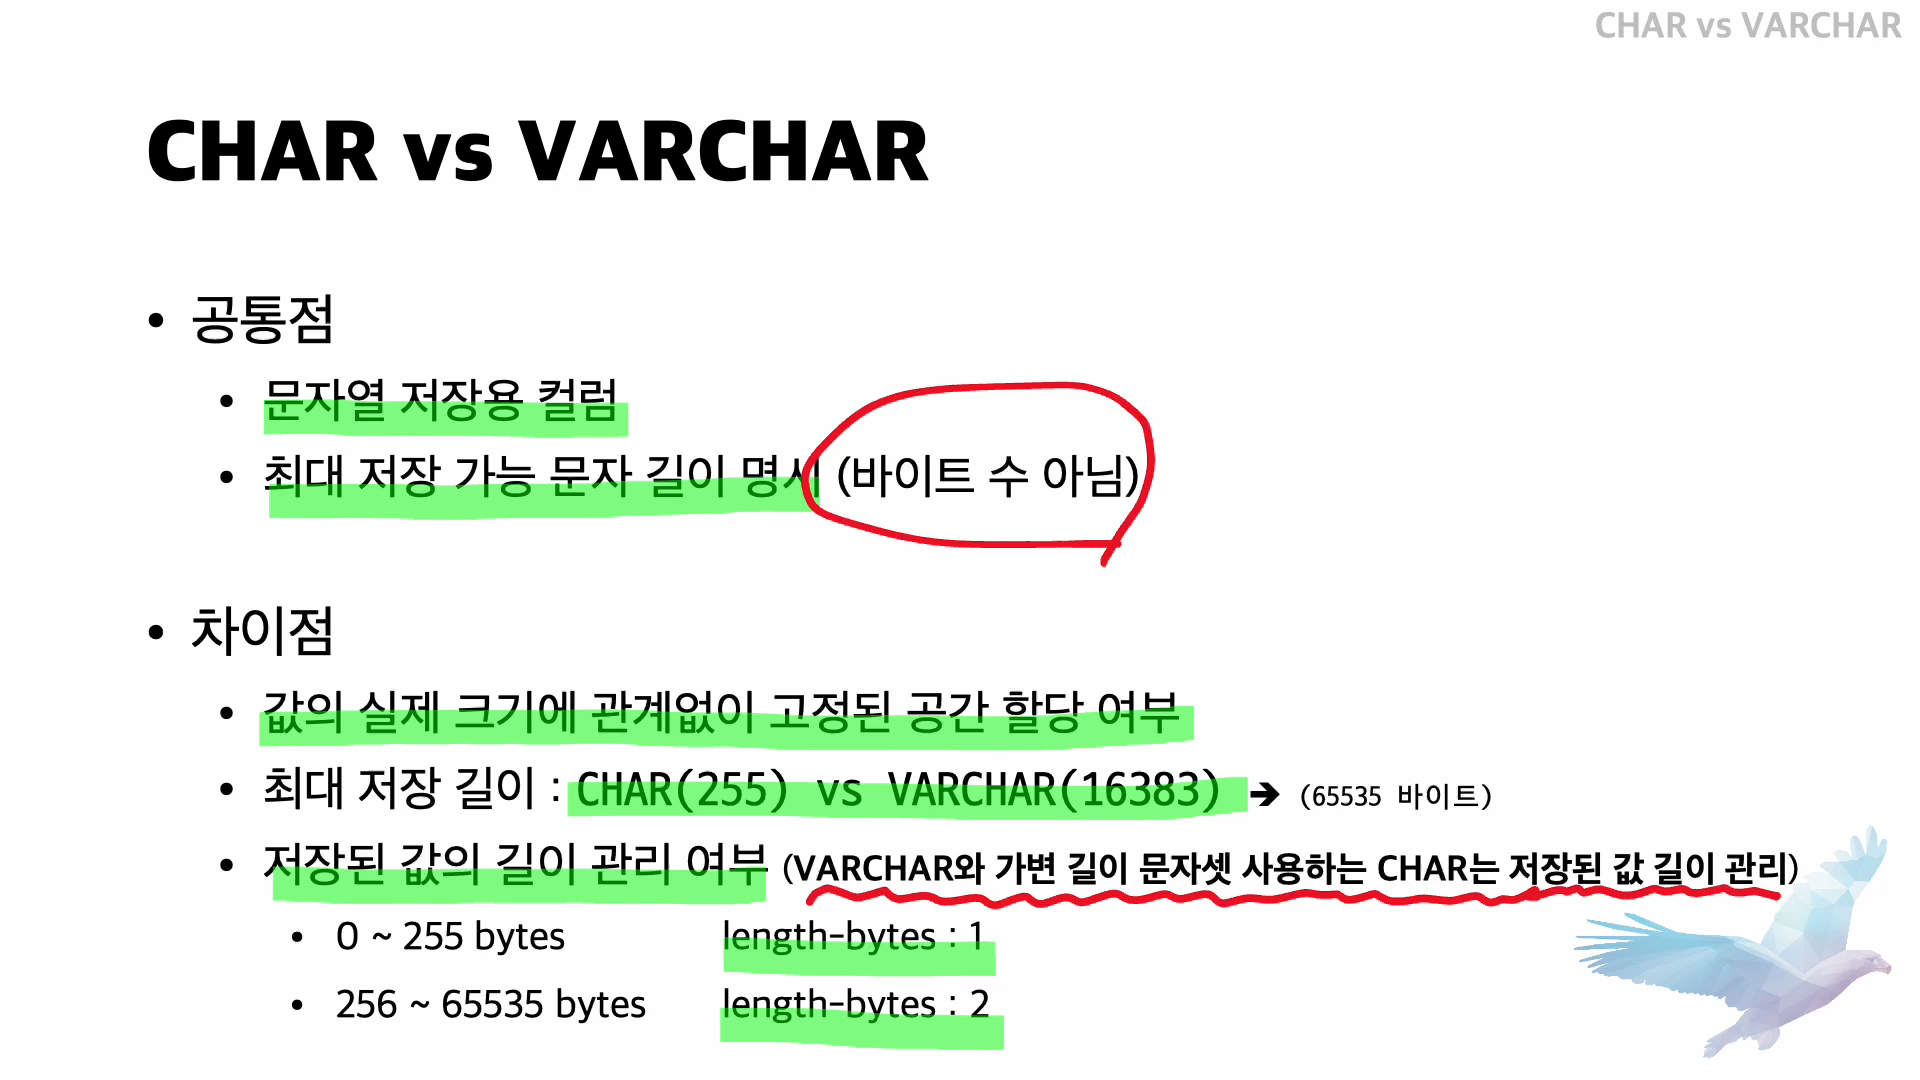 CHAR vs VARCHAR
CHAR vs VARCHAR
• 공통점
• 문자열 저장용 컬럼
• 최대 저장 가능 문자 길이 명시 (바이트 수 아님)
• 차이점
• 값의 실제 크기에 관계없이 고정된 공간 할당 여부
• 최대 저장 길이 : CHAR(255) vs VARCHAR(16383) ➔ (65535 바이트)
• 저장된 값의 길이 관리 여부 (VARCHAR와 가변 길이 문자셋 사용하는 CHAR는 저장된 값 길이 관리)
• 0 ~ 255 bytes length-bytes : 1
• 256 ~ 65535 bytes length-bytes : 2